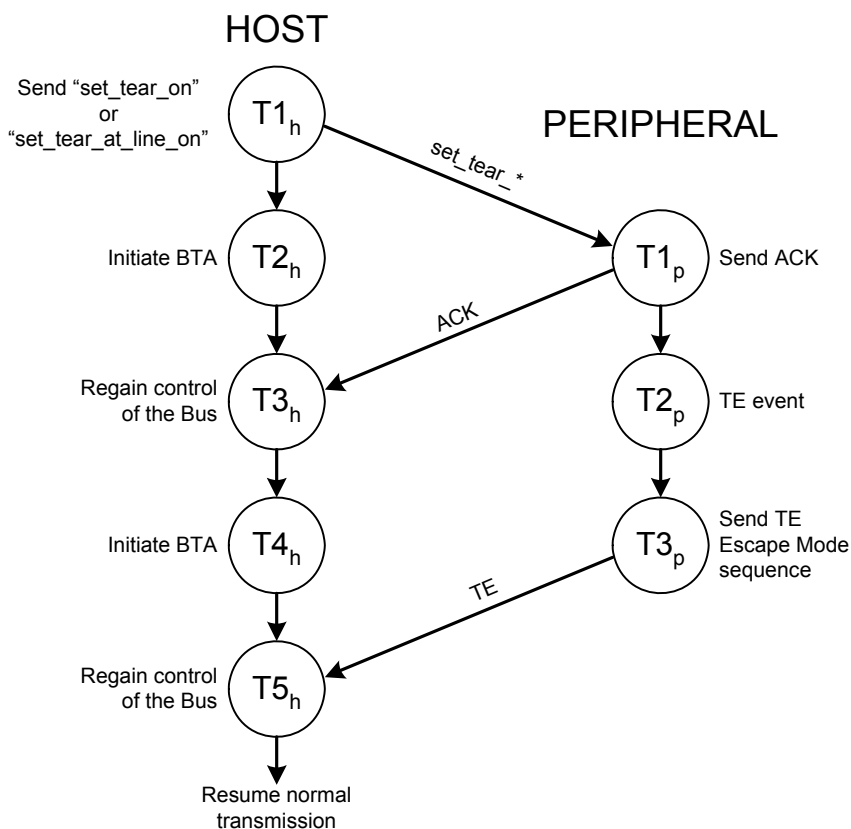 HOST
Send “set_tear_on”
or
“set_tear_at_line_on”
T1h
PERIPHERAL
set_tear_*
Initiate BTA
T2h
T1p
Send ACK
ACK
Regain control
of the Bus
T3h
T2p
TE event
Initiate BTA
T4h
T3p
Send TE
Escape Mode
sequence
TE
Regain control
of the Bus
T5h
Resume normal
transmission